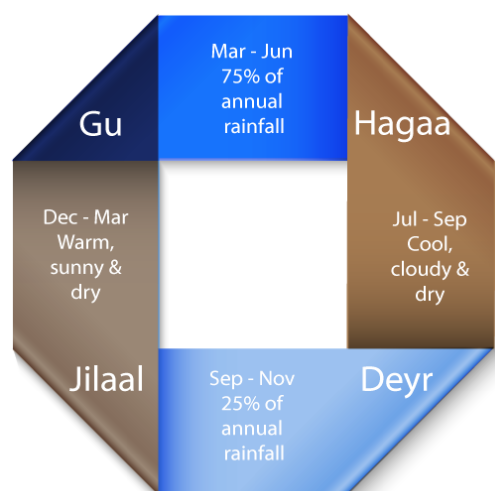 Gu
Mar - Jun
75% of
annual
rainfall
Hagaa
Jul - Sep
Cool,
cloudy &
dry
Deyr
Sep - Nov
25% of
annual
rainfall
Jilaal
Dec - Mar
Warm,
sunny &
dry